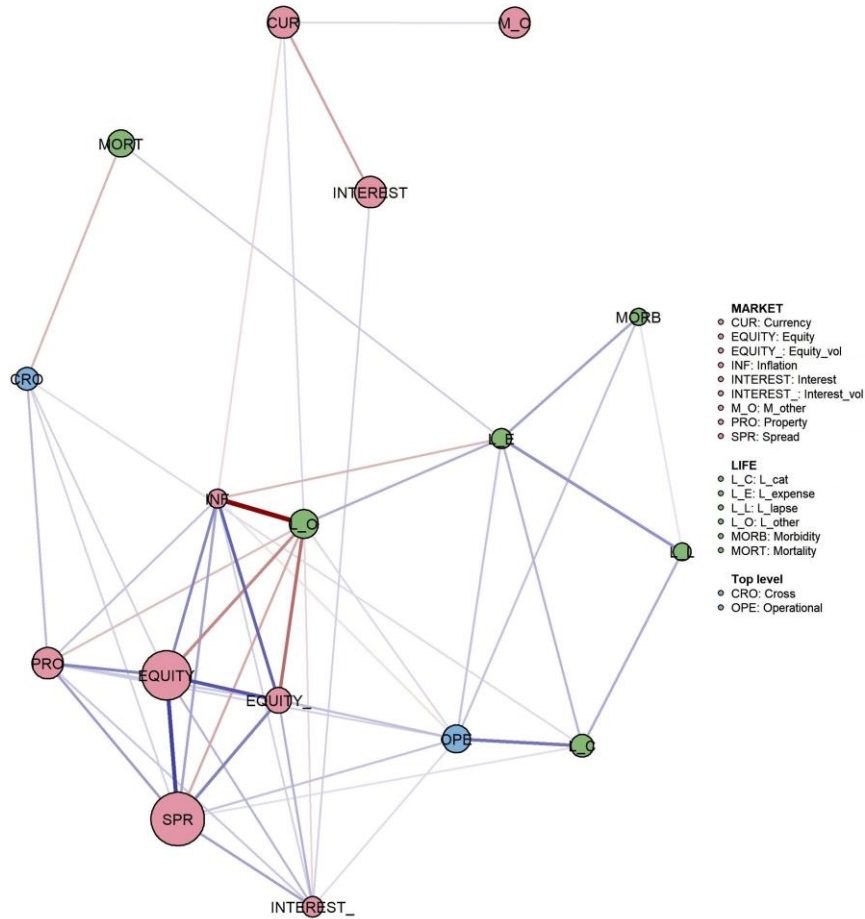 CUR
M_O
MORT
INTEREST
MORB
CRO
L_E
INF
L_O
L_L
PRO
EQUITY
EQUITY_
OPE
L_C
SPR
INTEREST_
MARKET
CUR: Currency
EQUITY: Equity
EQUITY_: Equity_vol
INF: Inflation
INTEREST: Interest
INTEREST_: Interest_vol
M_O: M_other
PRO: Property
SPR: Spread
LIFE
L_C: L_cat
L_E: L_expense
L_L: L_lapse
L_O: L_other
MORB: Morbidity
MORT: Mortality
Top level
CRO: Cross
OPE: Operational